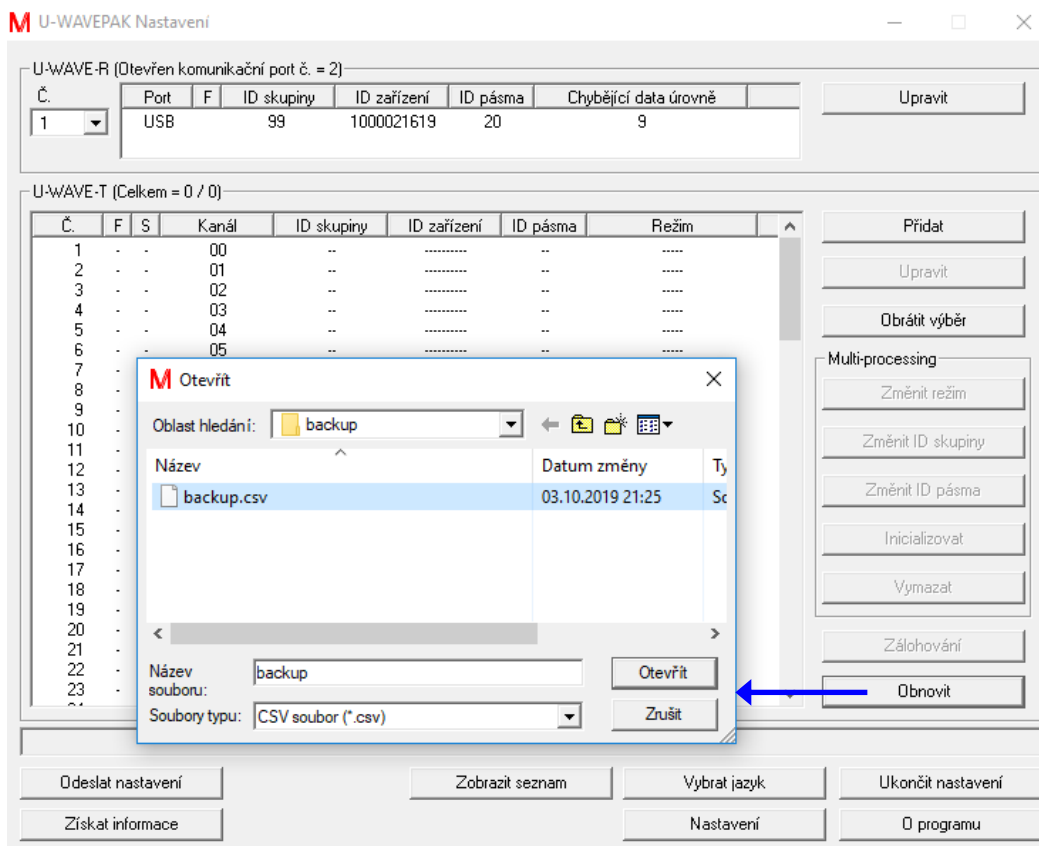 M U-WAVEPAK Nastavení
U-WAVE-R (Otevřen komunikační port č. = 2)
Č. Port F ID skupiny ID zařízení ID pásma Chybějící data úrovně
1 USB 99 1000021619 20 9
Upravit
U-WAVE-T (Celkem = 0 / 0)
Č. F S Kanál ID skupiny ID zařízení ID pásma Režim
1 - - 00 -- ---------- -- -----
2 - - 01 -- ---------- -- -----
3 - - 02 -- ---------- -- -----
4 - - 03 -- ---------- -- -----
5 - - 04 -- ---------- -- -----
6 - - 05 -- ---------- -- -----
7 -
8 -
9 -
10 -
11 -
12 -
13 -
14 -
15 -
16 -
17 -
18 -
19 -
20 -
21 -
22 -
23 -
Přidat
Upravit
Obrátit výběr
Multi-processing
Změnit režim
Změnit ID skupiny
Změnit ID pásma
Inicializovat
Vymazat
Zálohování
Obnovit
M Otevřít
Oblast hledání: backup
Název Datum změny
backup.csv 03.10.2019 21:25
Název
souboru: backup
Otevřít
Soubory typu: CSV soubor (*.csv)
Zrušit
Odeslat nastavení Zobrazit seznam Vybrat jazyk Ukončit nastavení
Získat informace Nastavení O programu